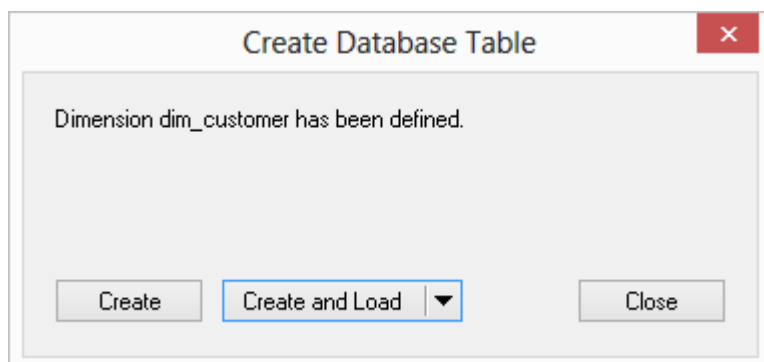 Create Database Table
Dimension dim_customer has been defined.
Create
Create and Load
Close